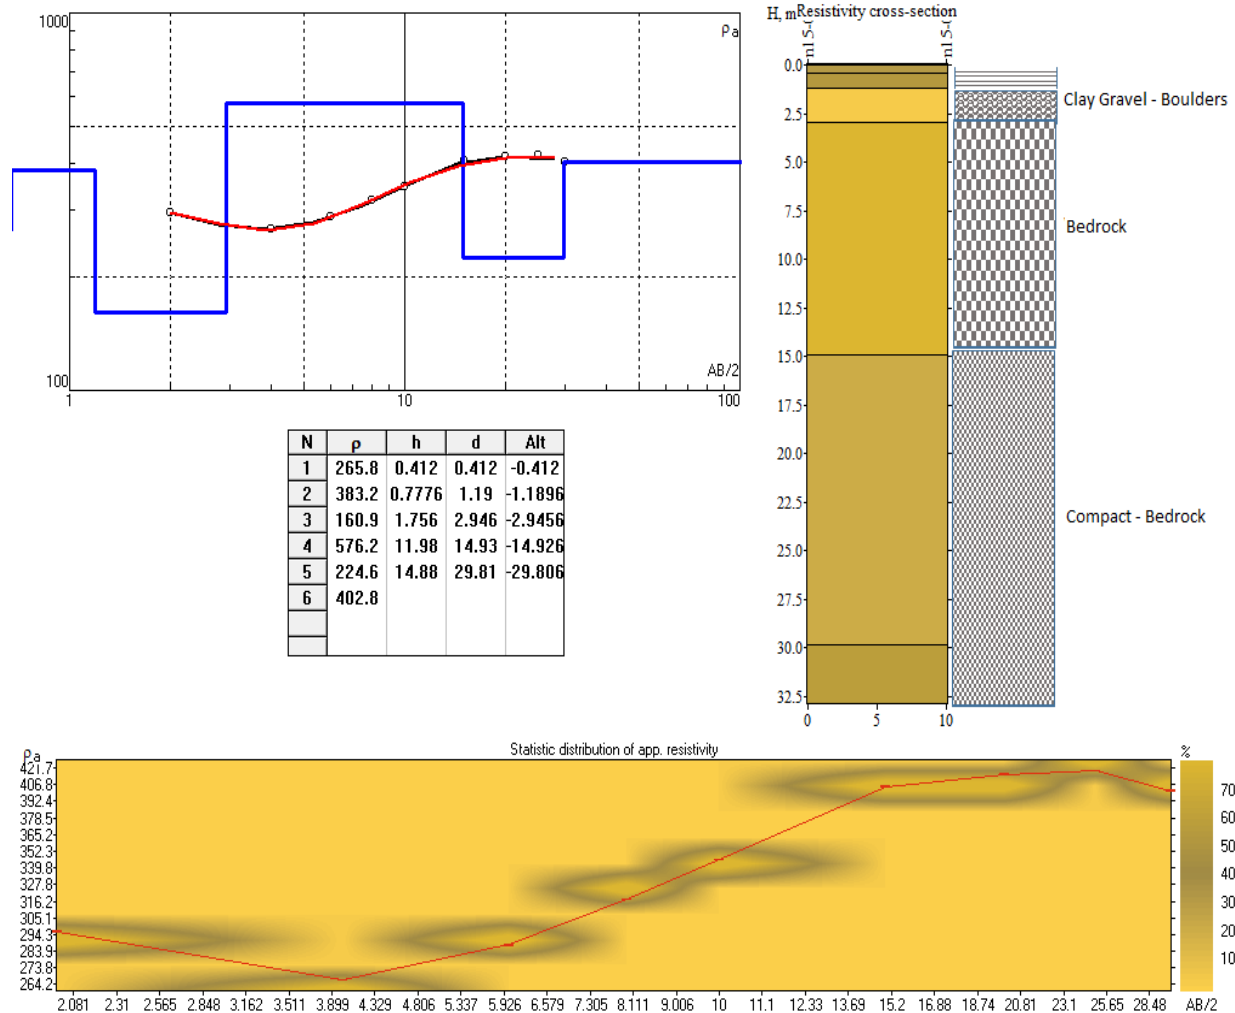 1000
ρa
100
AB/2
1
10
100
N ρ h d Alt
1 265.8 0.412 0.412 -0.412
2 383.2 0.7776 1.19 -1.1896
3 160.9 1.756 2.946 -2.9456
4 576.2 11.98 14.93 -14.926
5 224.6 14.88 29.81 -29.806
6 402.8
H, m Resistivity cross-section
0.0
2.5
5.0
7.5
10.0
12.5
15.0
17.5
20.0
22.5
25.0
27.5
30.0
32.5
0 5 10
Clay Gravel - Boulders
Bedrock
Compact - Bedrock
Statistic distribution of app. resistivity
ρa
421.7
406.8
392.4
378.5
365.2
352.3
339.8
327.8
316.2
305.1
294.3
283.9
273.8
264.2
2.081 2.31 2.565 2.848 3.162 3.511 3.899 4.329 4.806 5.337 5.926 6.579 7.305 8.111 9.006 10 11.1 12.33 13.69 15.2 16.88 18.74 20.81 23.1 25.65 28.48 AB/2
%
70
60
50
40
30
20
10